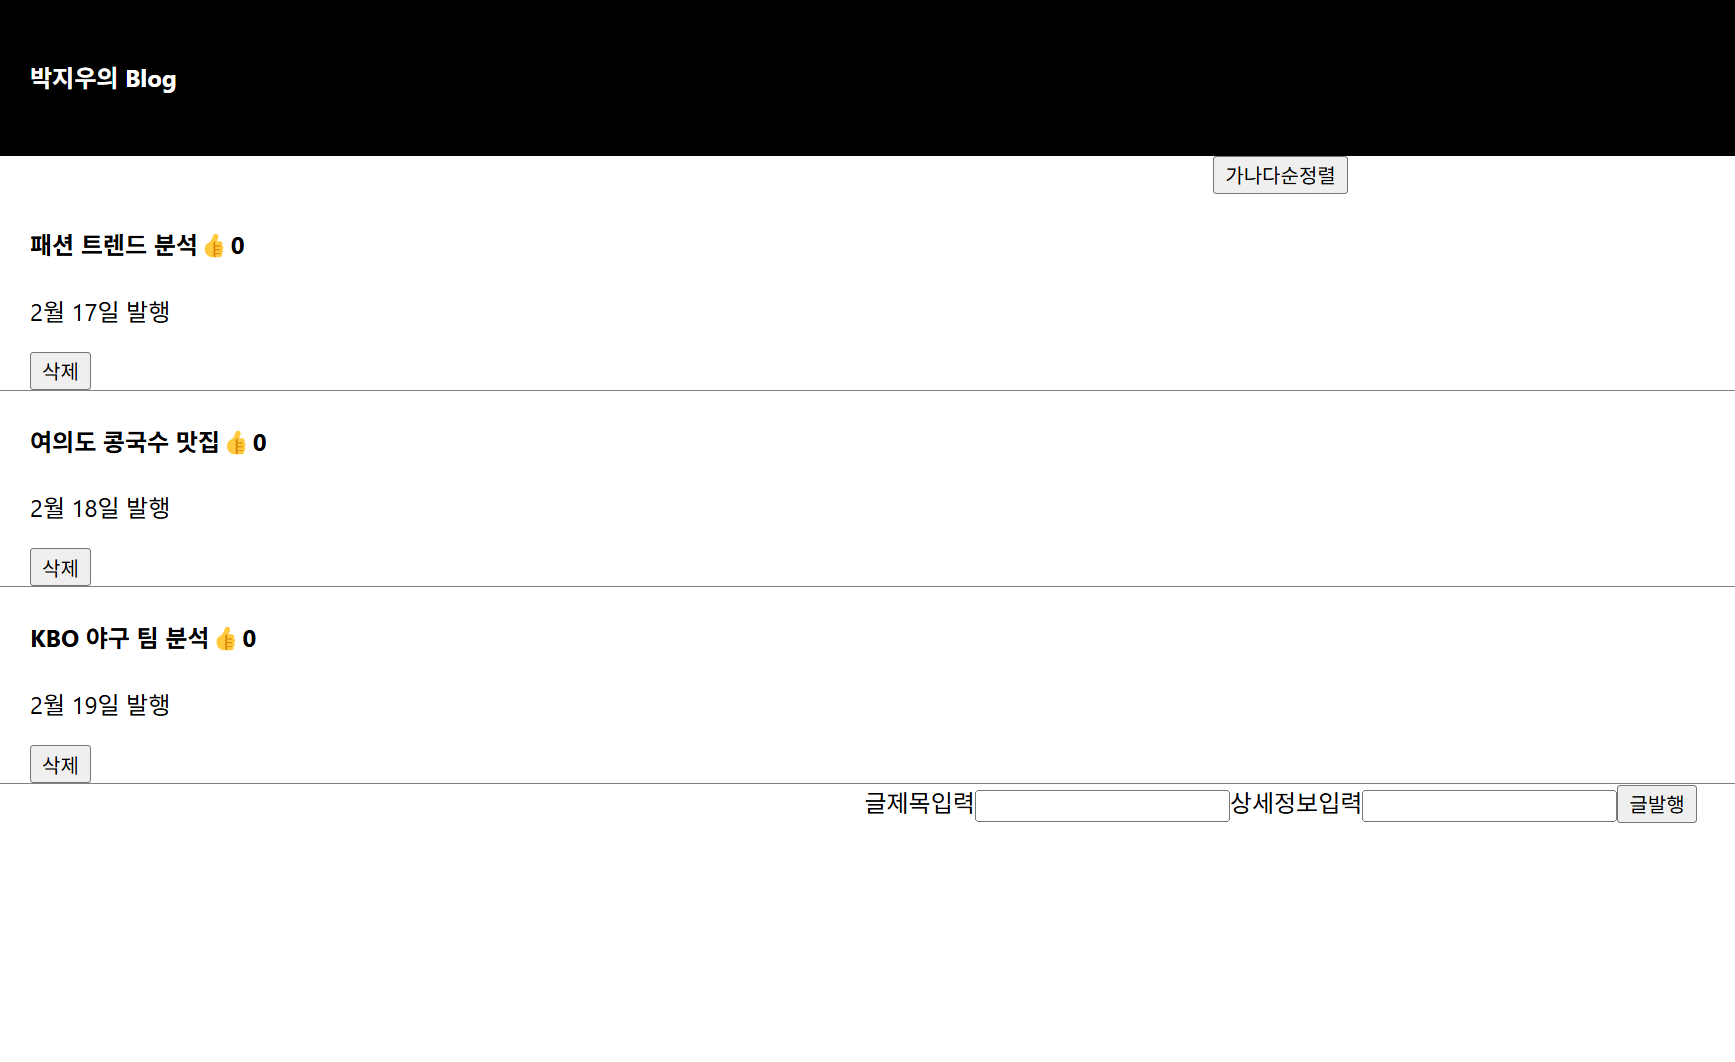 박지우의 Blog
가나다순정렬
패션 트렌드 분석👍0
2월 17일 발행
삭제
여의도 콩국수 맛집👍0
2월 18일 발행
삭제
KBO 야구 팀 분석👍0
2월 19일 발행
삭제
글제목입력 상세정보입력 글발행